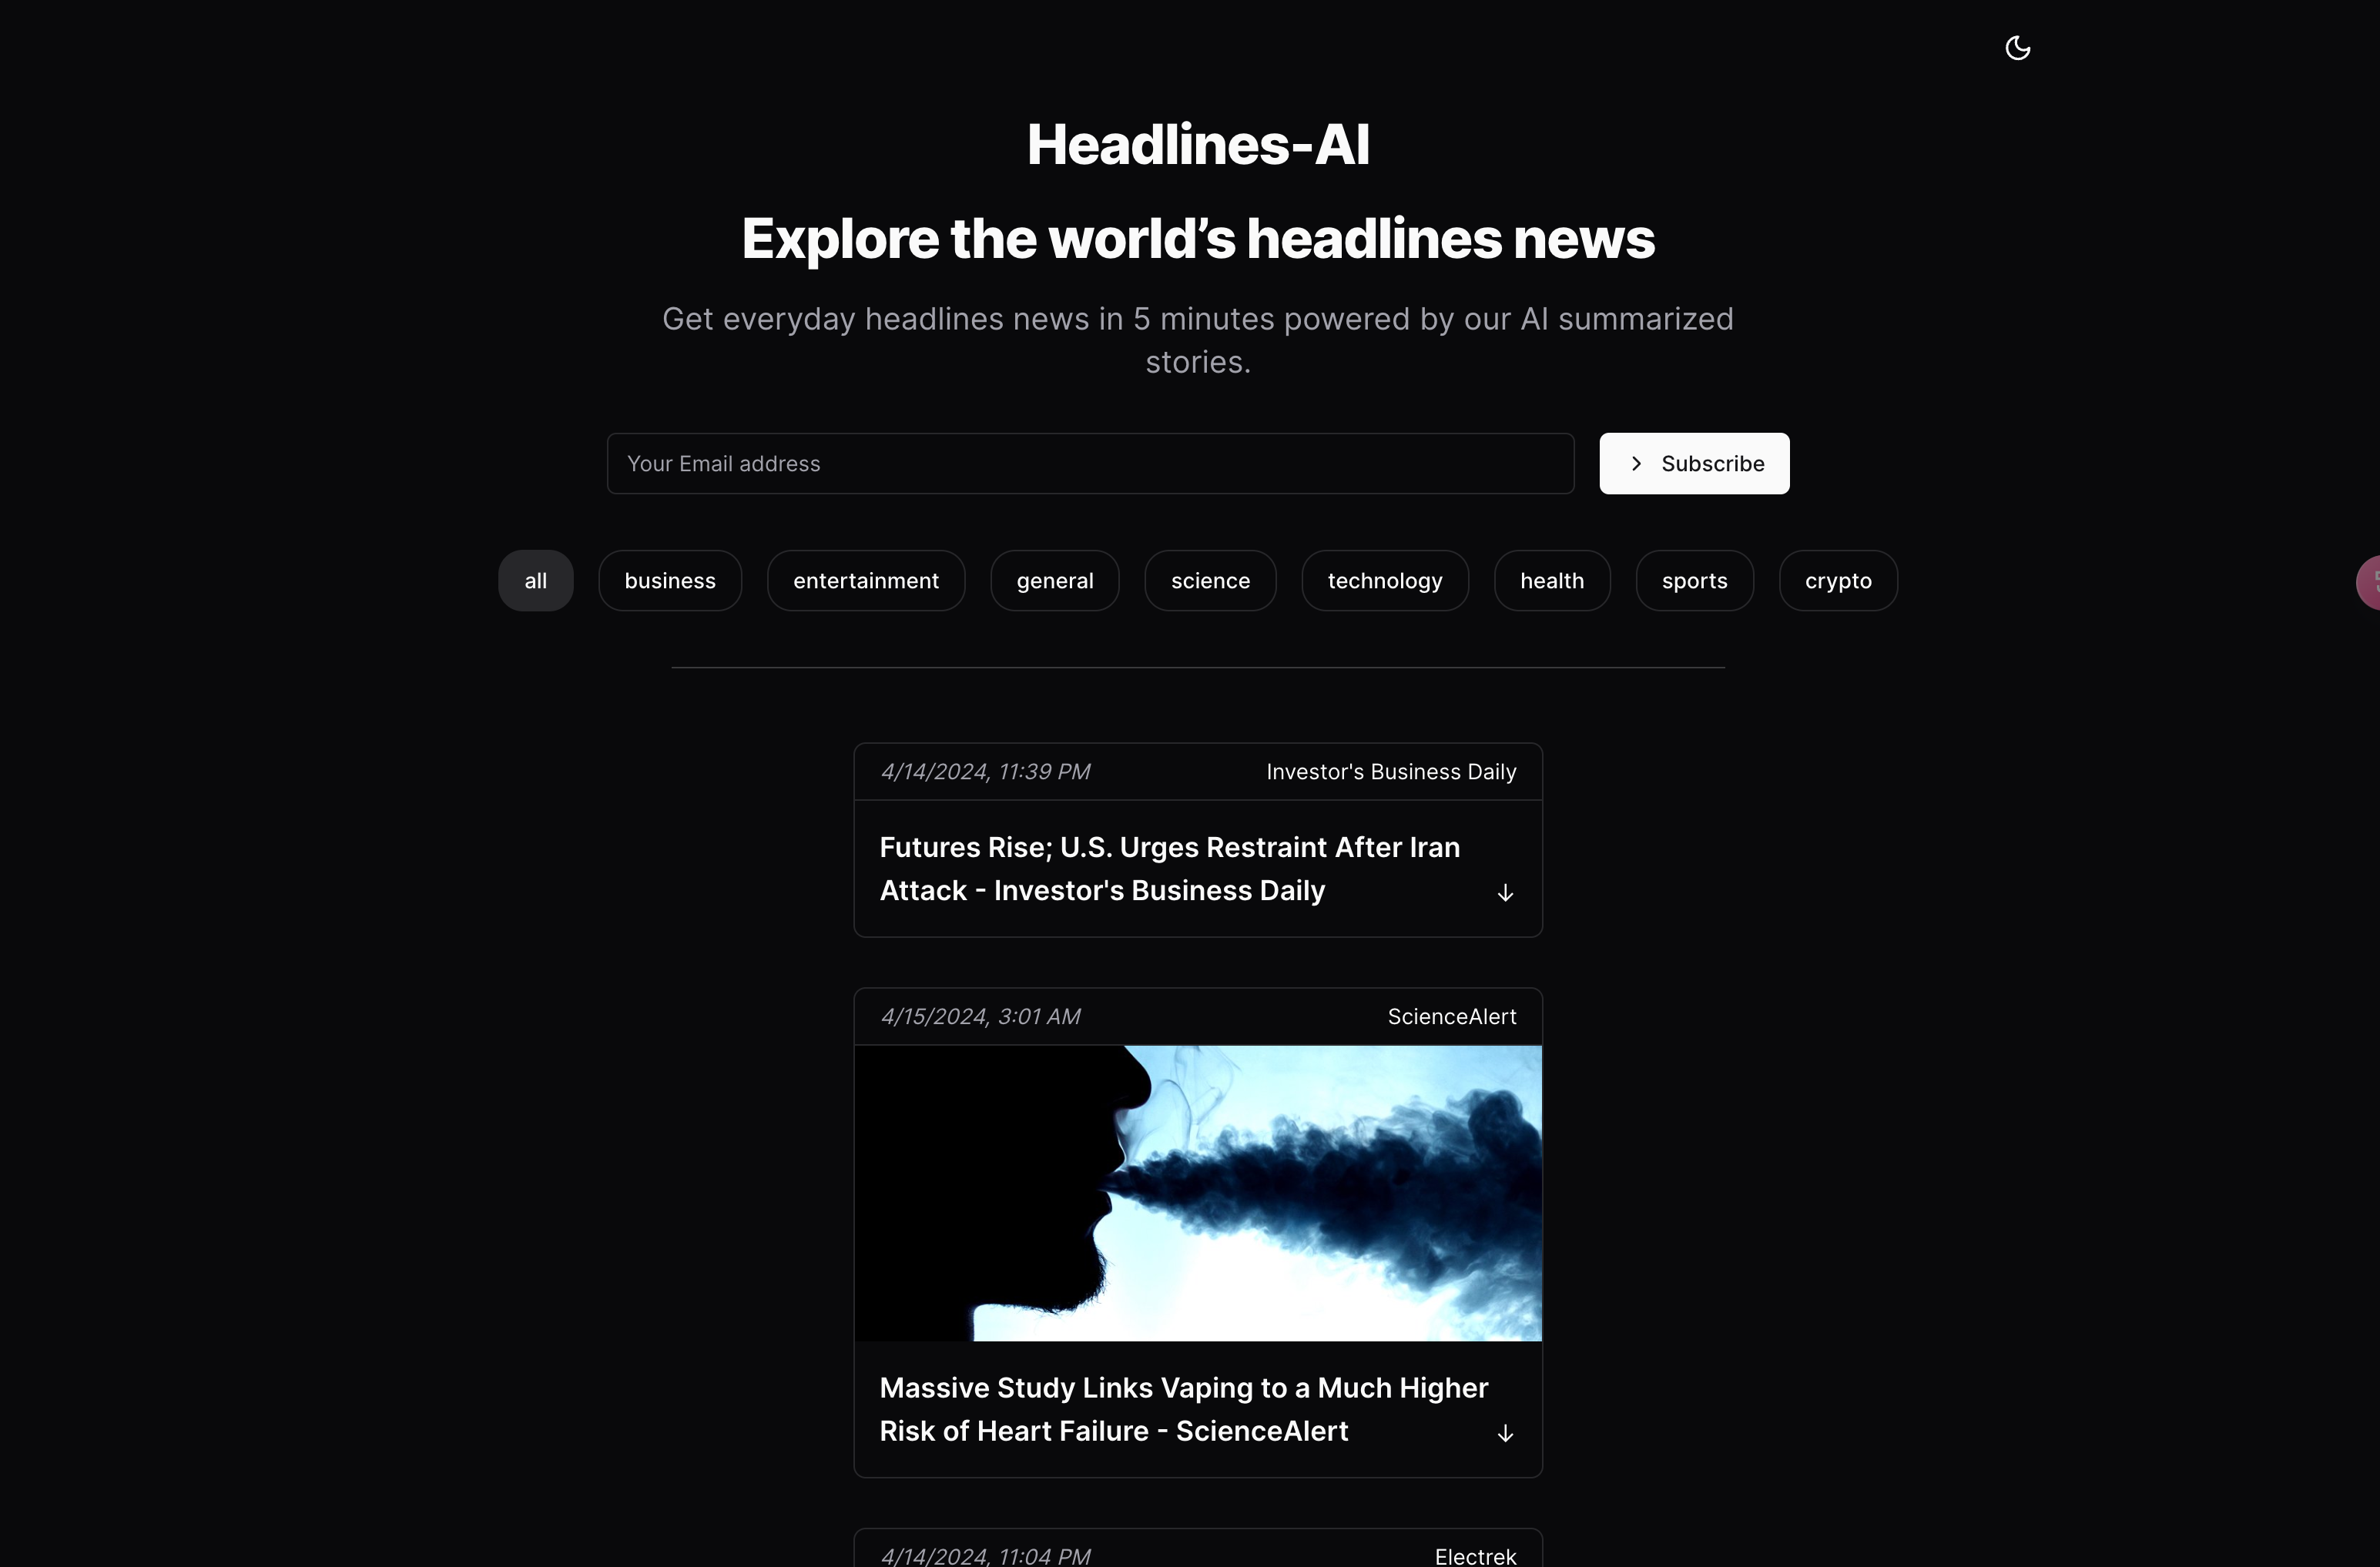 Headlines-AI
Explore the world’s headlines news
Get everyday headlines news in 5 minutes powered by our AI summarized
stories.
Your Email address
Subscribe
all business entertainment general science technology health sports crypto
4/14/2024, 11:39 PM Investor's Business Daily
Futures Rise; U.S. Urges Restraint After Iran
Attack - Investor's Business Daily
4/15/2024, 3:01 AM ScienceAlert
Massive Study Links Vaping to a Much Higher
Risk of Heart Failure - ScienceAlert
4/14/2024, 11:04 PM Electrek